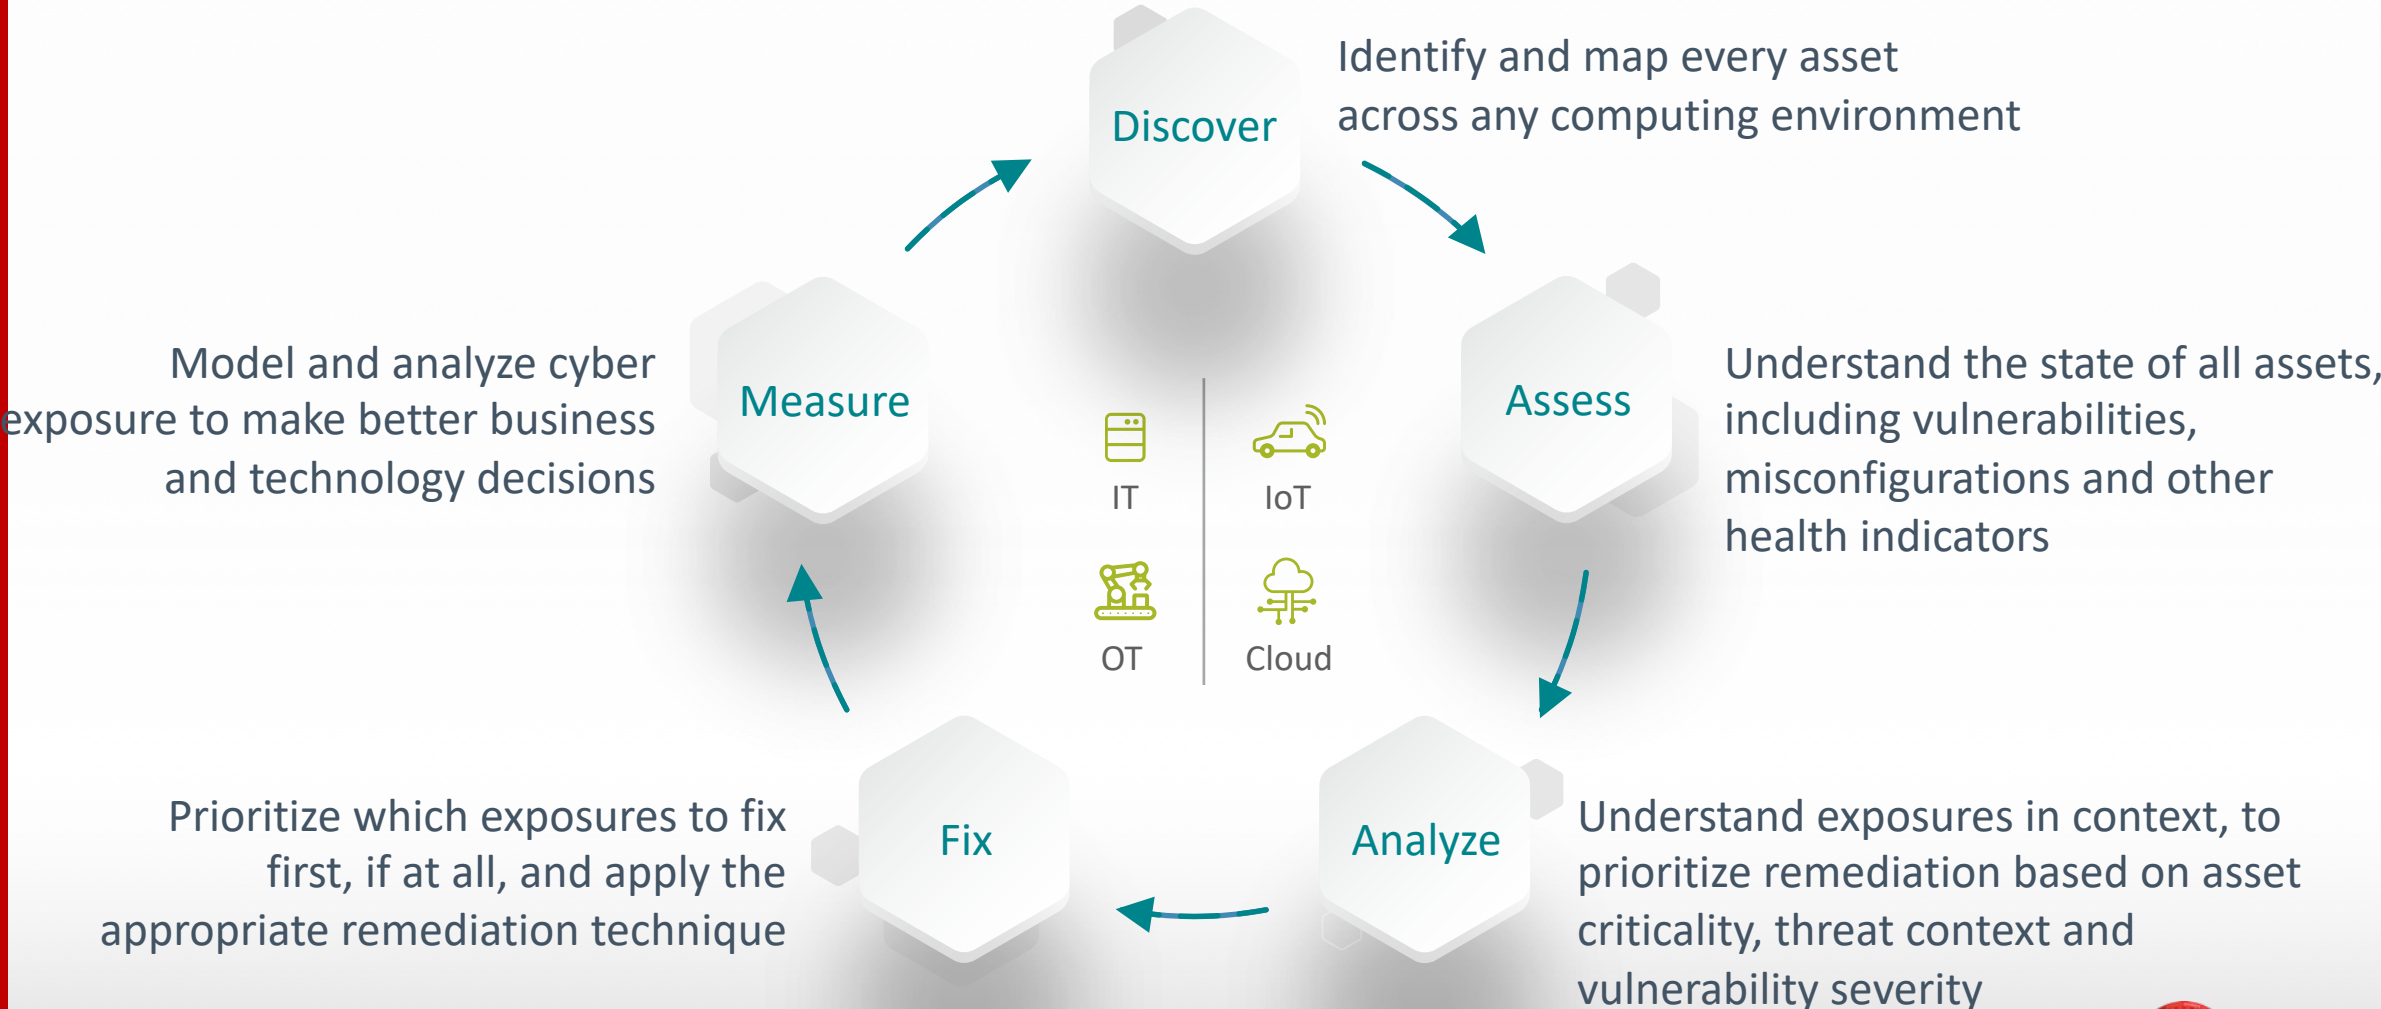 Discover
Identify and map every asset
across any computing environment
Assess
Understand the state of all assets,
including vulnerabilities,
misconfigurations and other
health indicators
Analyze
Understand exposures in context, to
prioritize remediation based on asset
criticality, threat context and
vulnerability severity
Fix
Prioritize which exposures to fix
first, if at all, and apply the
appropriate remediation technique
Measure
Model and analyze cyber
exposure to make better business
and technology decisions
IT
IoT
OT
Cloud